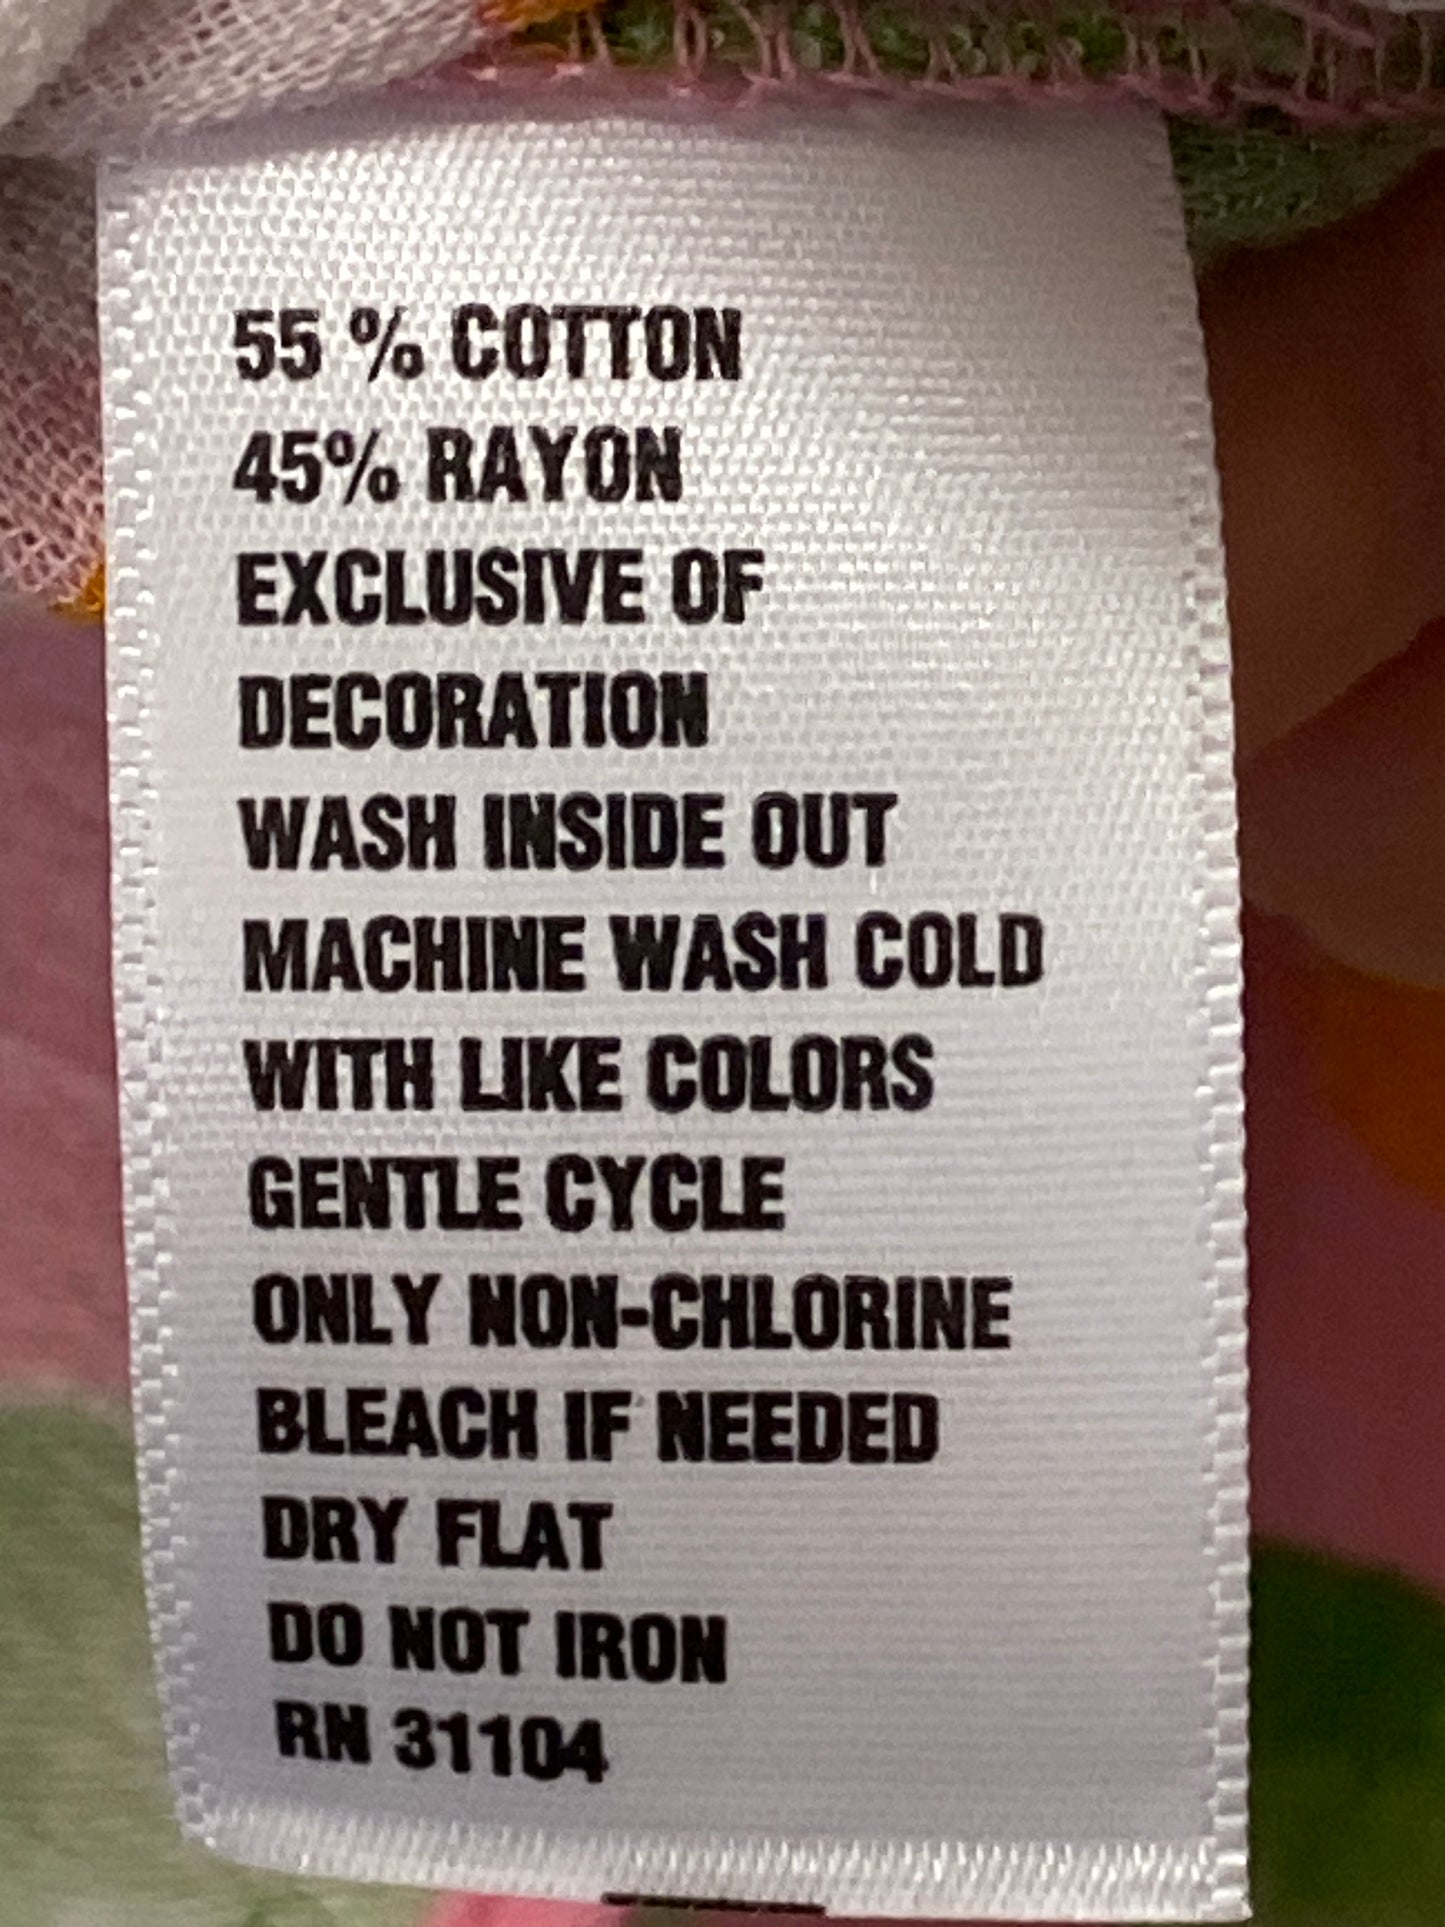 55 % COTTON
45% RAYON
EXCLUSIVE OF
DECORATION
WASH INSIDE OUT
MACHINE WASH COLD
WITH LIKE COLORS
GENTLE CYCLE
ONLY NON-CHLORINE
BLEACH IF NEEDED
DRY FLAT
DO NOT IRON
RN 31104